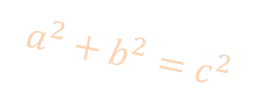 a² + b² = c²